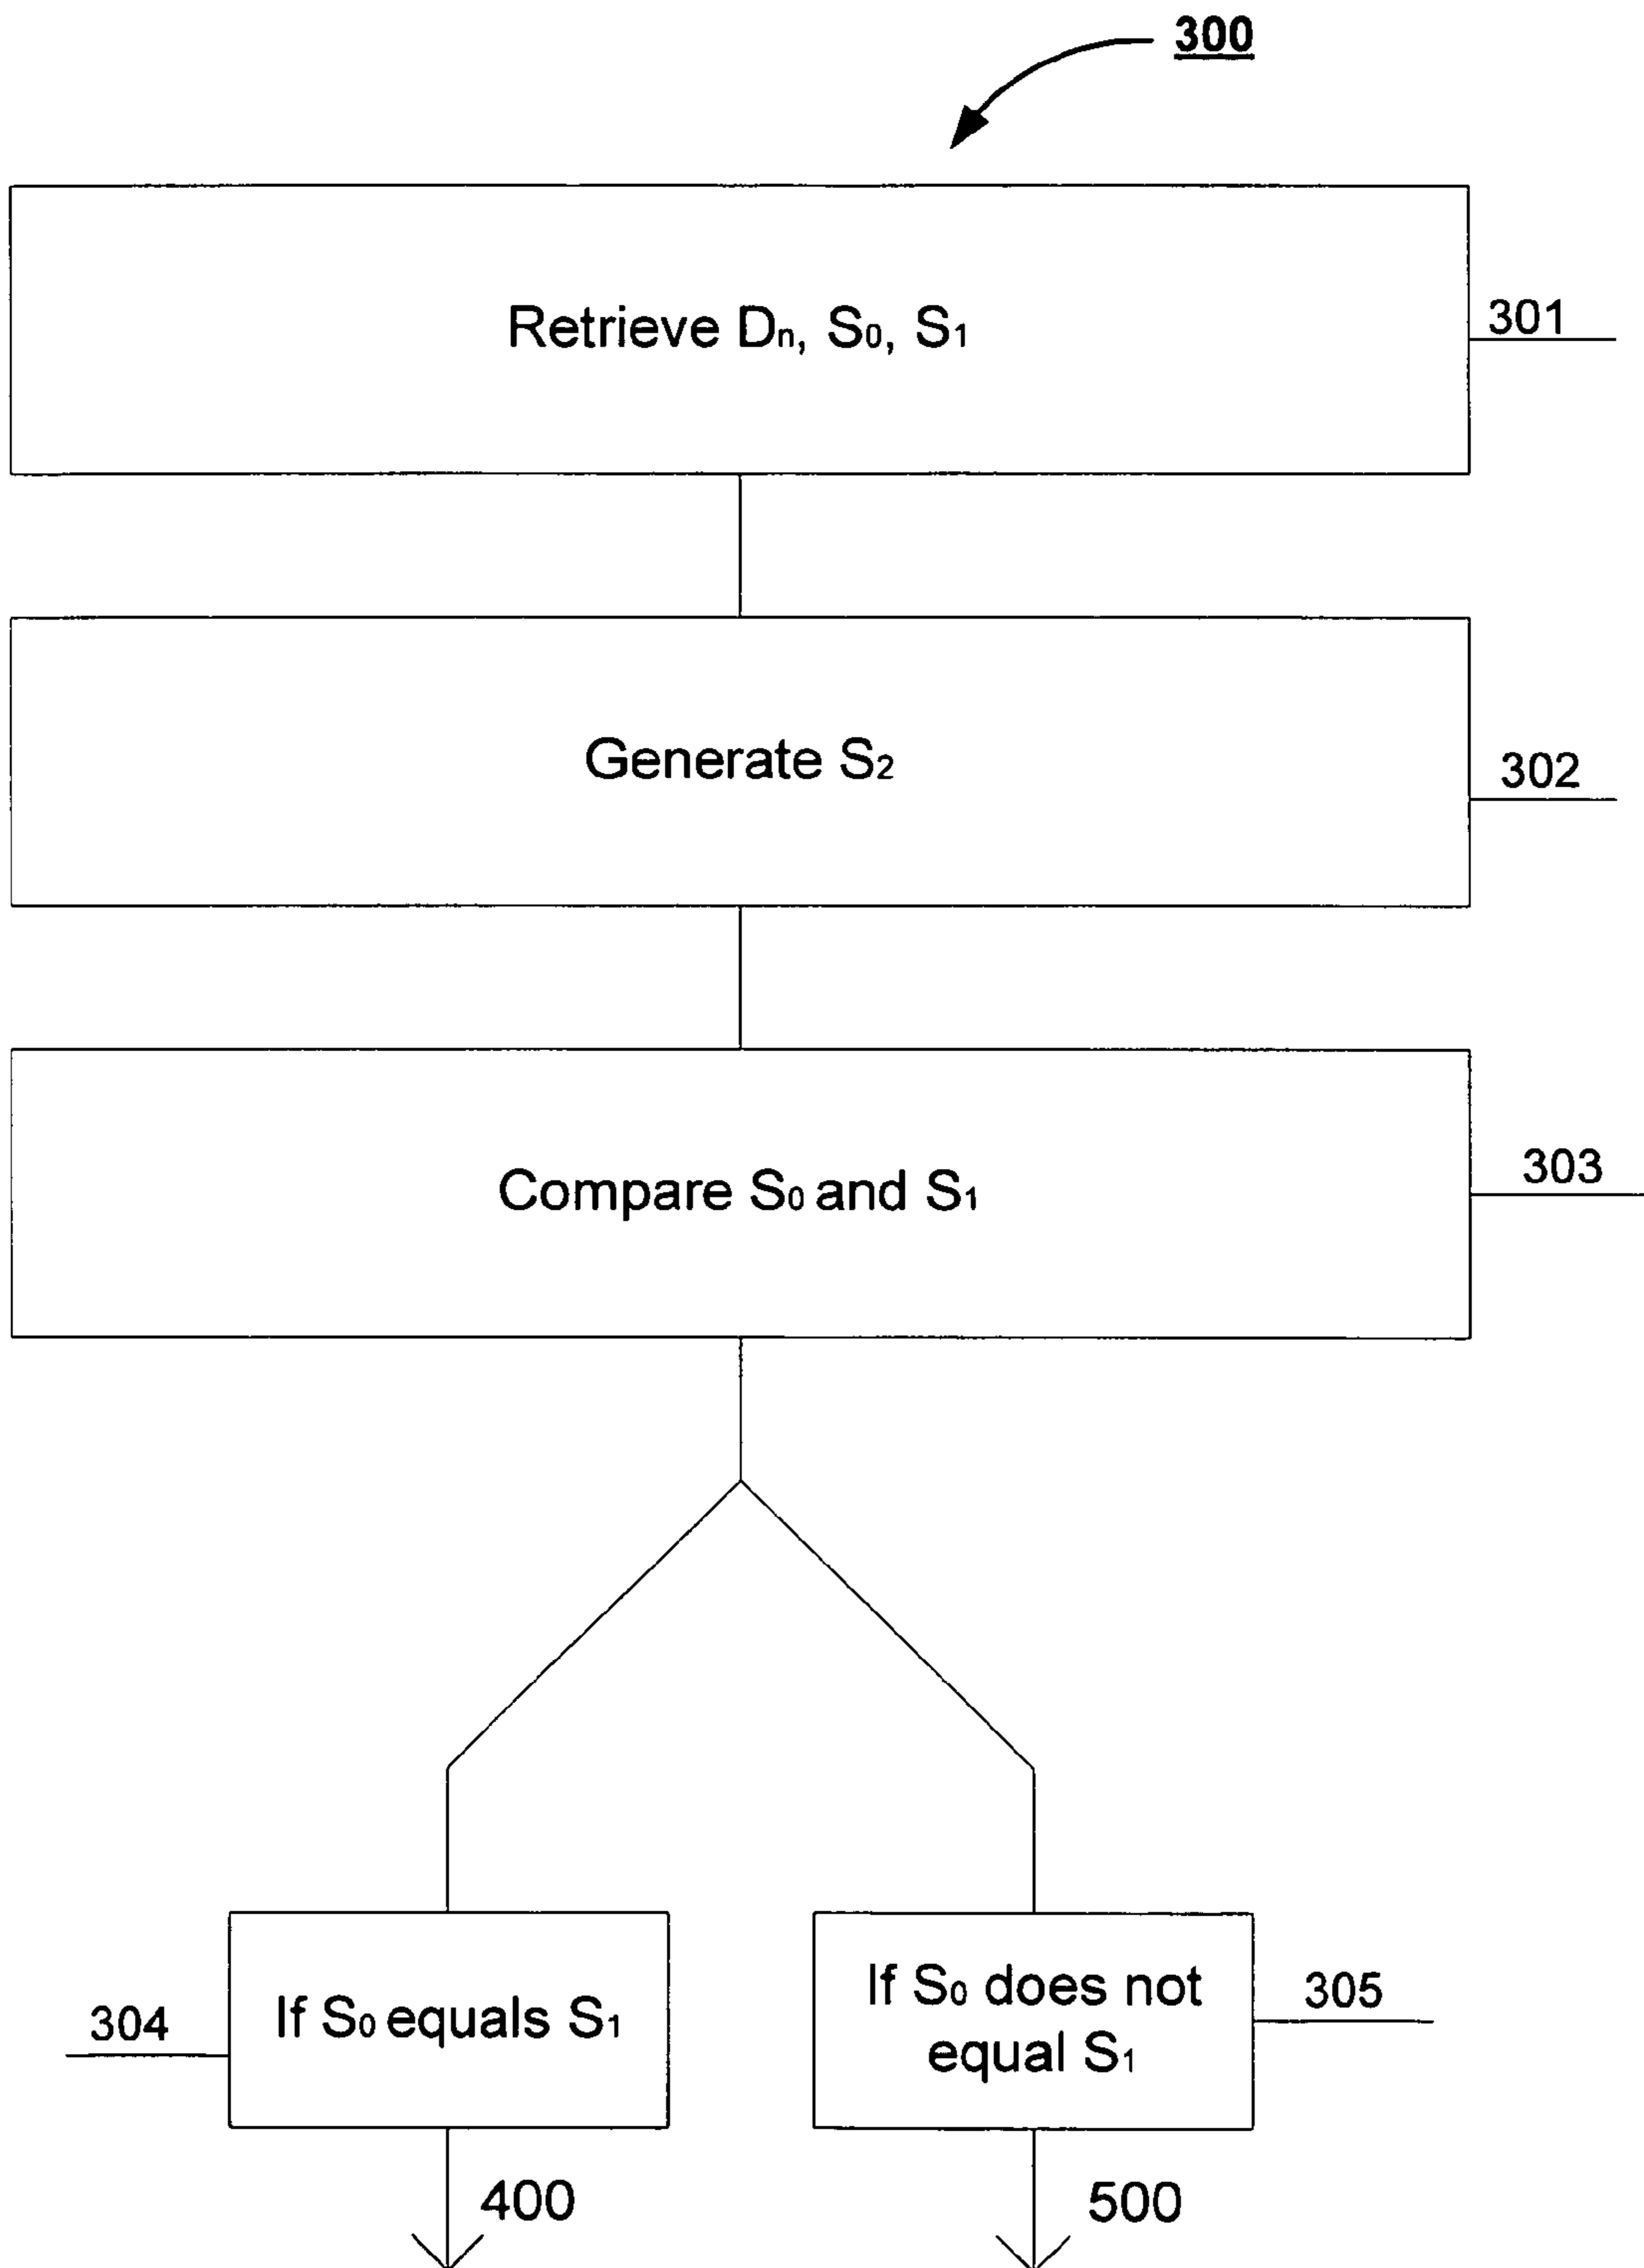 300
Retrieve Dn, S0, S1
301
Generate S2
302
Compare S0 and S1
303
304
If S0 equals S1
If S0 does not
equal S1
305
400
500